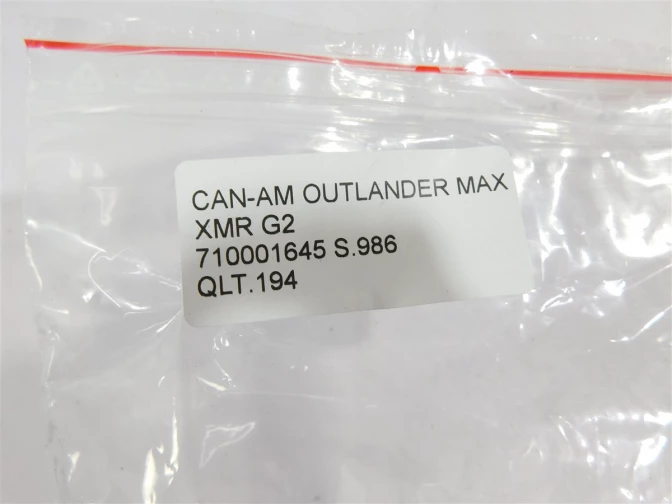 CAN-AM OUTLANDER MAX
XMR G2
710001645 S.986
QLT.194